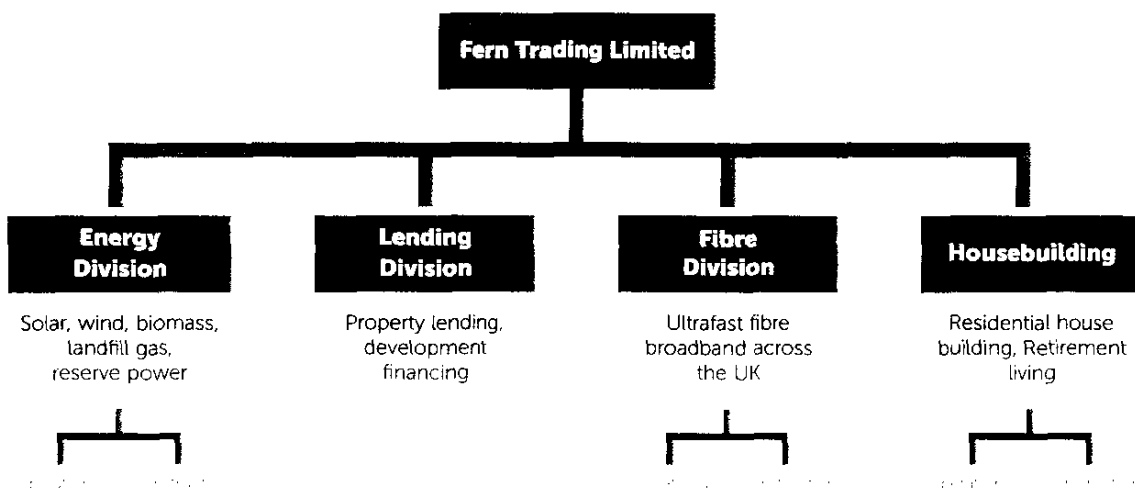 Fern Trading Limited
Energy
Division
Lending
Division
Fibre
Division
Housebuilding
Solar, wind, biomass,
landfill gas,
reserve power
Property lending,
development
financing
Ultrafast fibre
broadband across
the UK
Residential house
building, Retirement
living